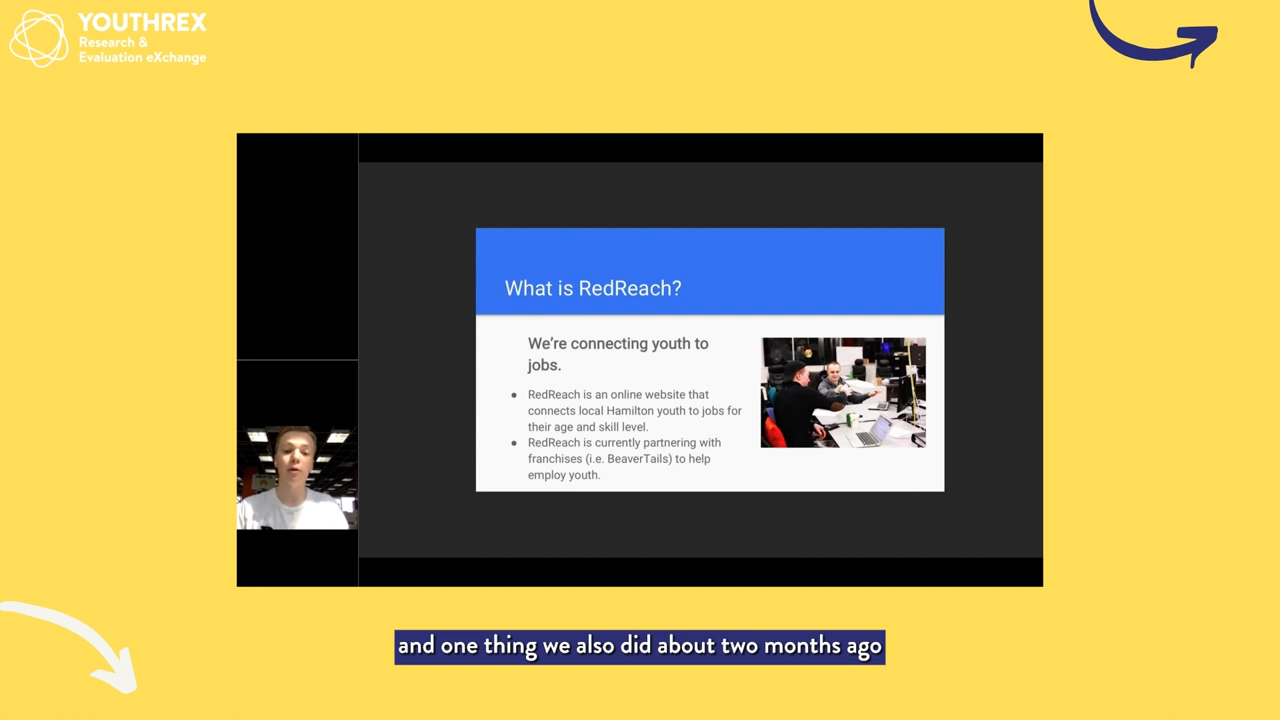 YOUTHREX
Research &
Evaluation eXchange
What is RedReach?
We're connecting youth to
jobs.
● RedReach is an online website that
connects local Hamilton youth to jobs for
their age and skill level.
● RedReach is currently partnering with
franchises (i.e. BeaverTails) to help
employ youth.
and one thing we also did about two months ago